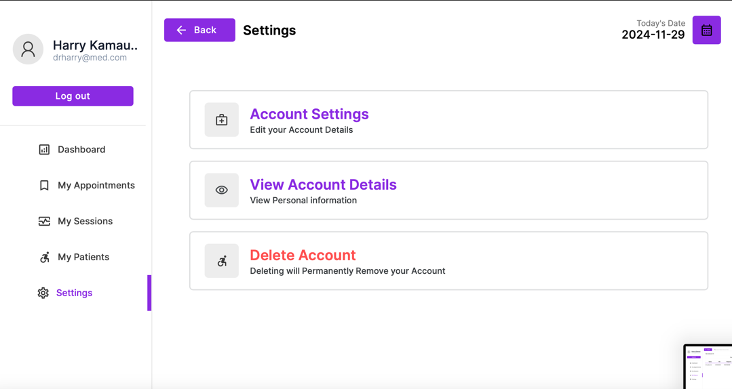 Harry Kamau..
drharry@med.com
Log out
Dashboard
My Appointments
My Sessions
My Patients
Settings
Back
Settings
Today's Date
2024-11-29
Account Settings
Edit your Account Details
View Account Details
View Personal information
Delete Account
Deleting will Permanently Remove your Account